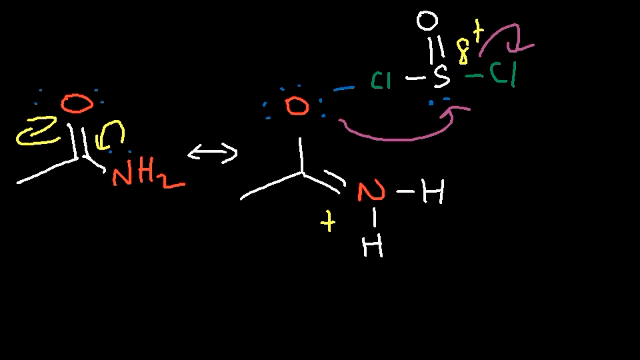 O
O
Cl – S – Cl
δ+
O
NH2
N – H
+
H